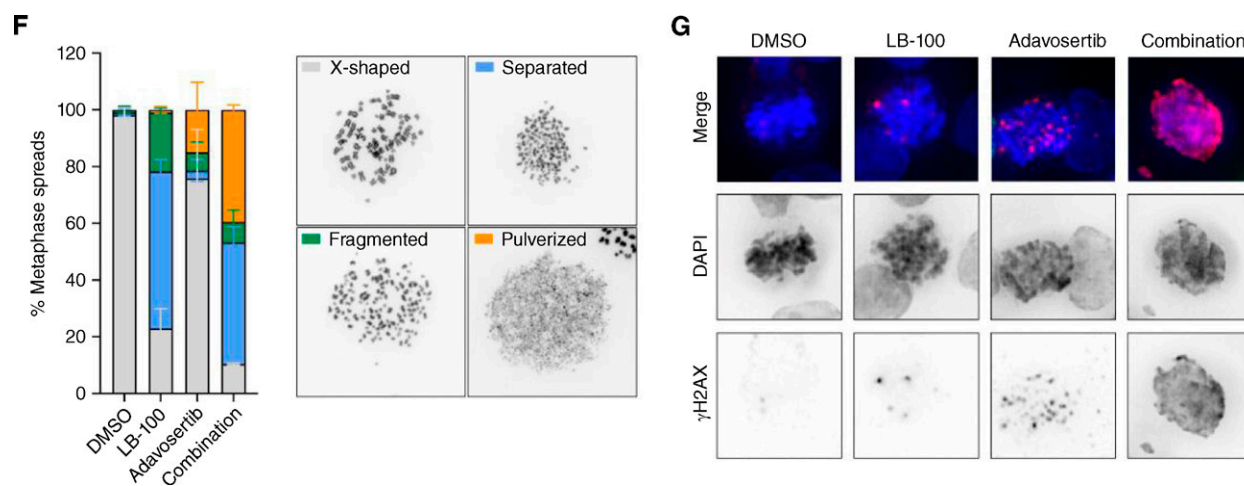 F
120
100
80
60
40
20
0
% Metaphase spreads
DMSO
LB-100
Adavosertib
Combination
X-shaped
Separated
Fragmented
Pulverized
G
DMSO LB-100 Adavosertib Combination
Merge
DAPI
γH2AX